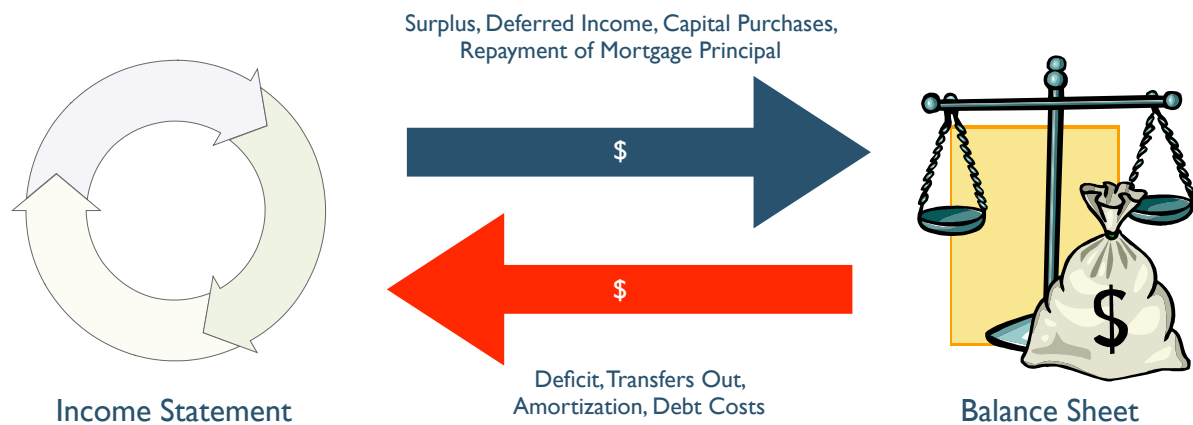 Surplus, Deferred Income, Capital Purchases,
Repayment of Mortgage Principal
$
$
$
Deficit, Transfers Out,
Amortization, Debt Costs
Income Statement
Balance Sheet